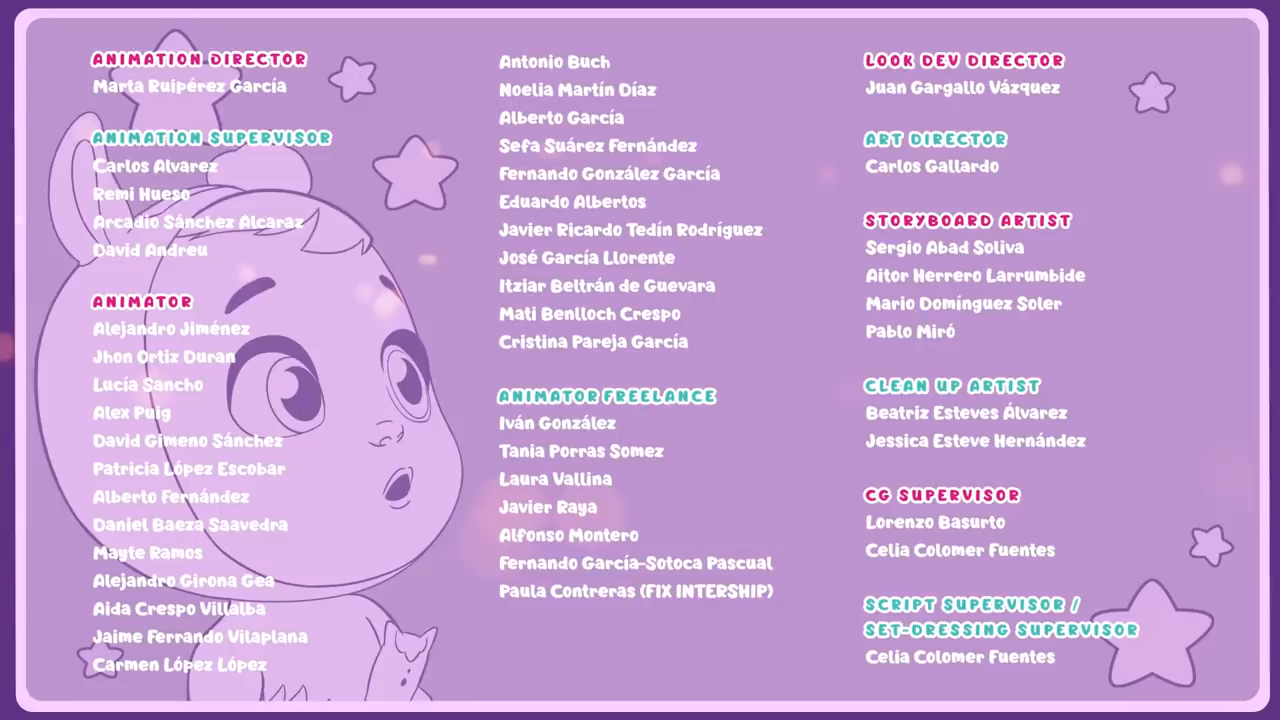 ANIMATION DIRECTOR
Marta Ruipérez García
ANIMATION SUPERVISOR
Carlos Alvarez
Remi Hueso
Arcadio Sánchez Alcaraz
David Andreu
ANIMATOR
Alejandro Jiménez
Jhon Ortiz Duran
Lucía Sancho
Alex Puig
David Gimeno Sánchez
Patricia López Escobar
Alberto Fernández
Daniel Baeza Saavedra
Mayte Ramos
Alejandro Girona Gea
Aida Crespo Villalba
Jaime Ferrando Vilaplana
Carmen López López
Antonio Buch
Noelia Martín Díaz
Alberto García
Sefa Suárez Fernández
Fernando González García
Eduardo Albertos
Javier Ricardo Tedín Rodríguez
José García Llorente
Itziar Beltrán de Guevara
Mati Benlloch Crespo
Cristina Pareja García
ANIMATOR FREELANCE
Iván González
Tania Porras Somez
Laura Vallina
Javier Raya
Alfonso Montero
Fernando García-Sotoca Pascual
Paula Contreras (FIX INTERSHIP)
LOOK DEV DIRECTOR
Juan Gargallo Vázquez
ART DIRECTOR
Carlos Gallardo
STORYBOARD ARTIST
Sergio Abad Soliva
Aitor Herrero Larrumbide
Mario Domínguez Soler
Pablo Miró
CLEAN UP ARTIST
Beatriz Esteves Álvarez
Jessica Esteve Hernández
CG SUPERVISOR
Lorenzo Basurto
Celia Colomer Fuentes
SCRIPT SUPERVISOR /
SET-DRESSING SUPERVISOR
Celia Colomer Fuentes